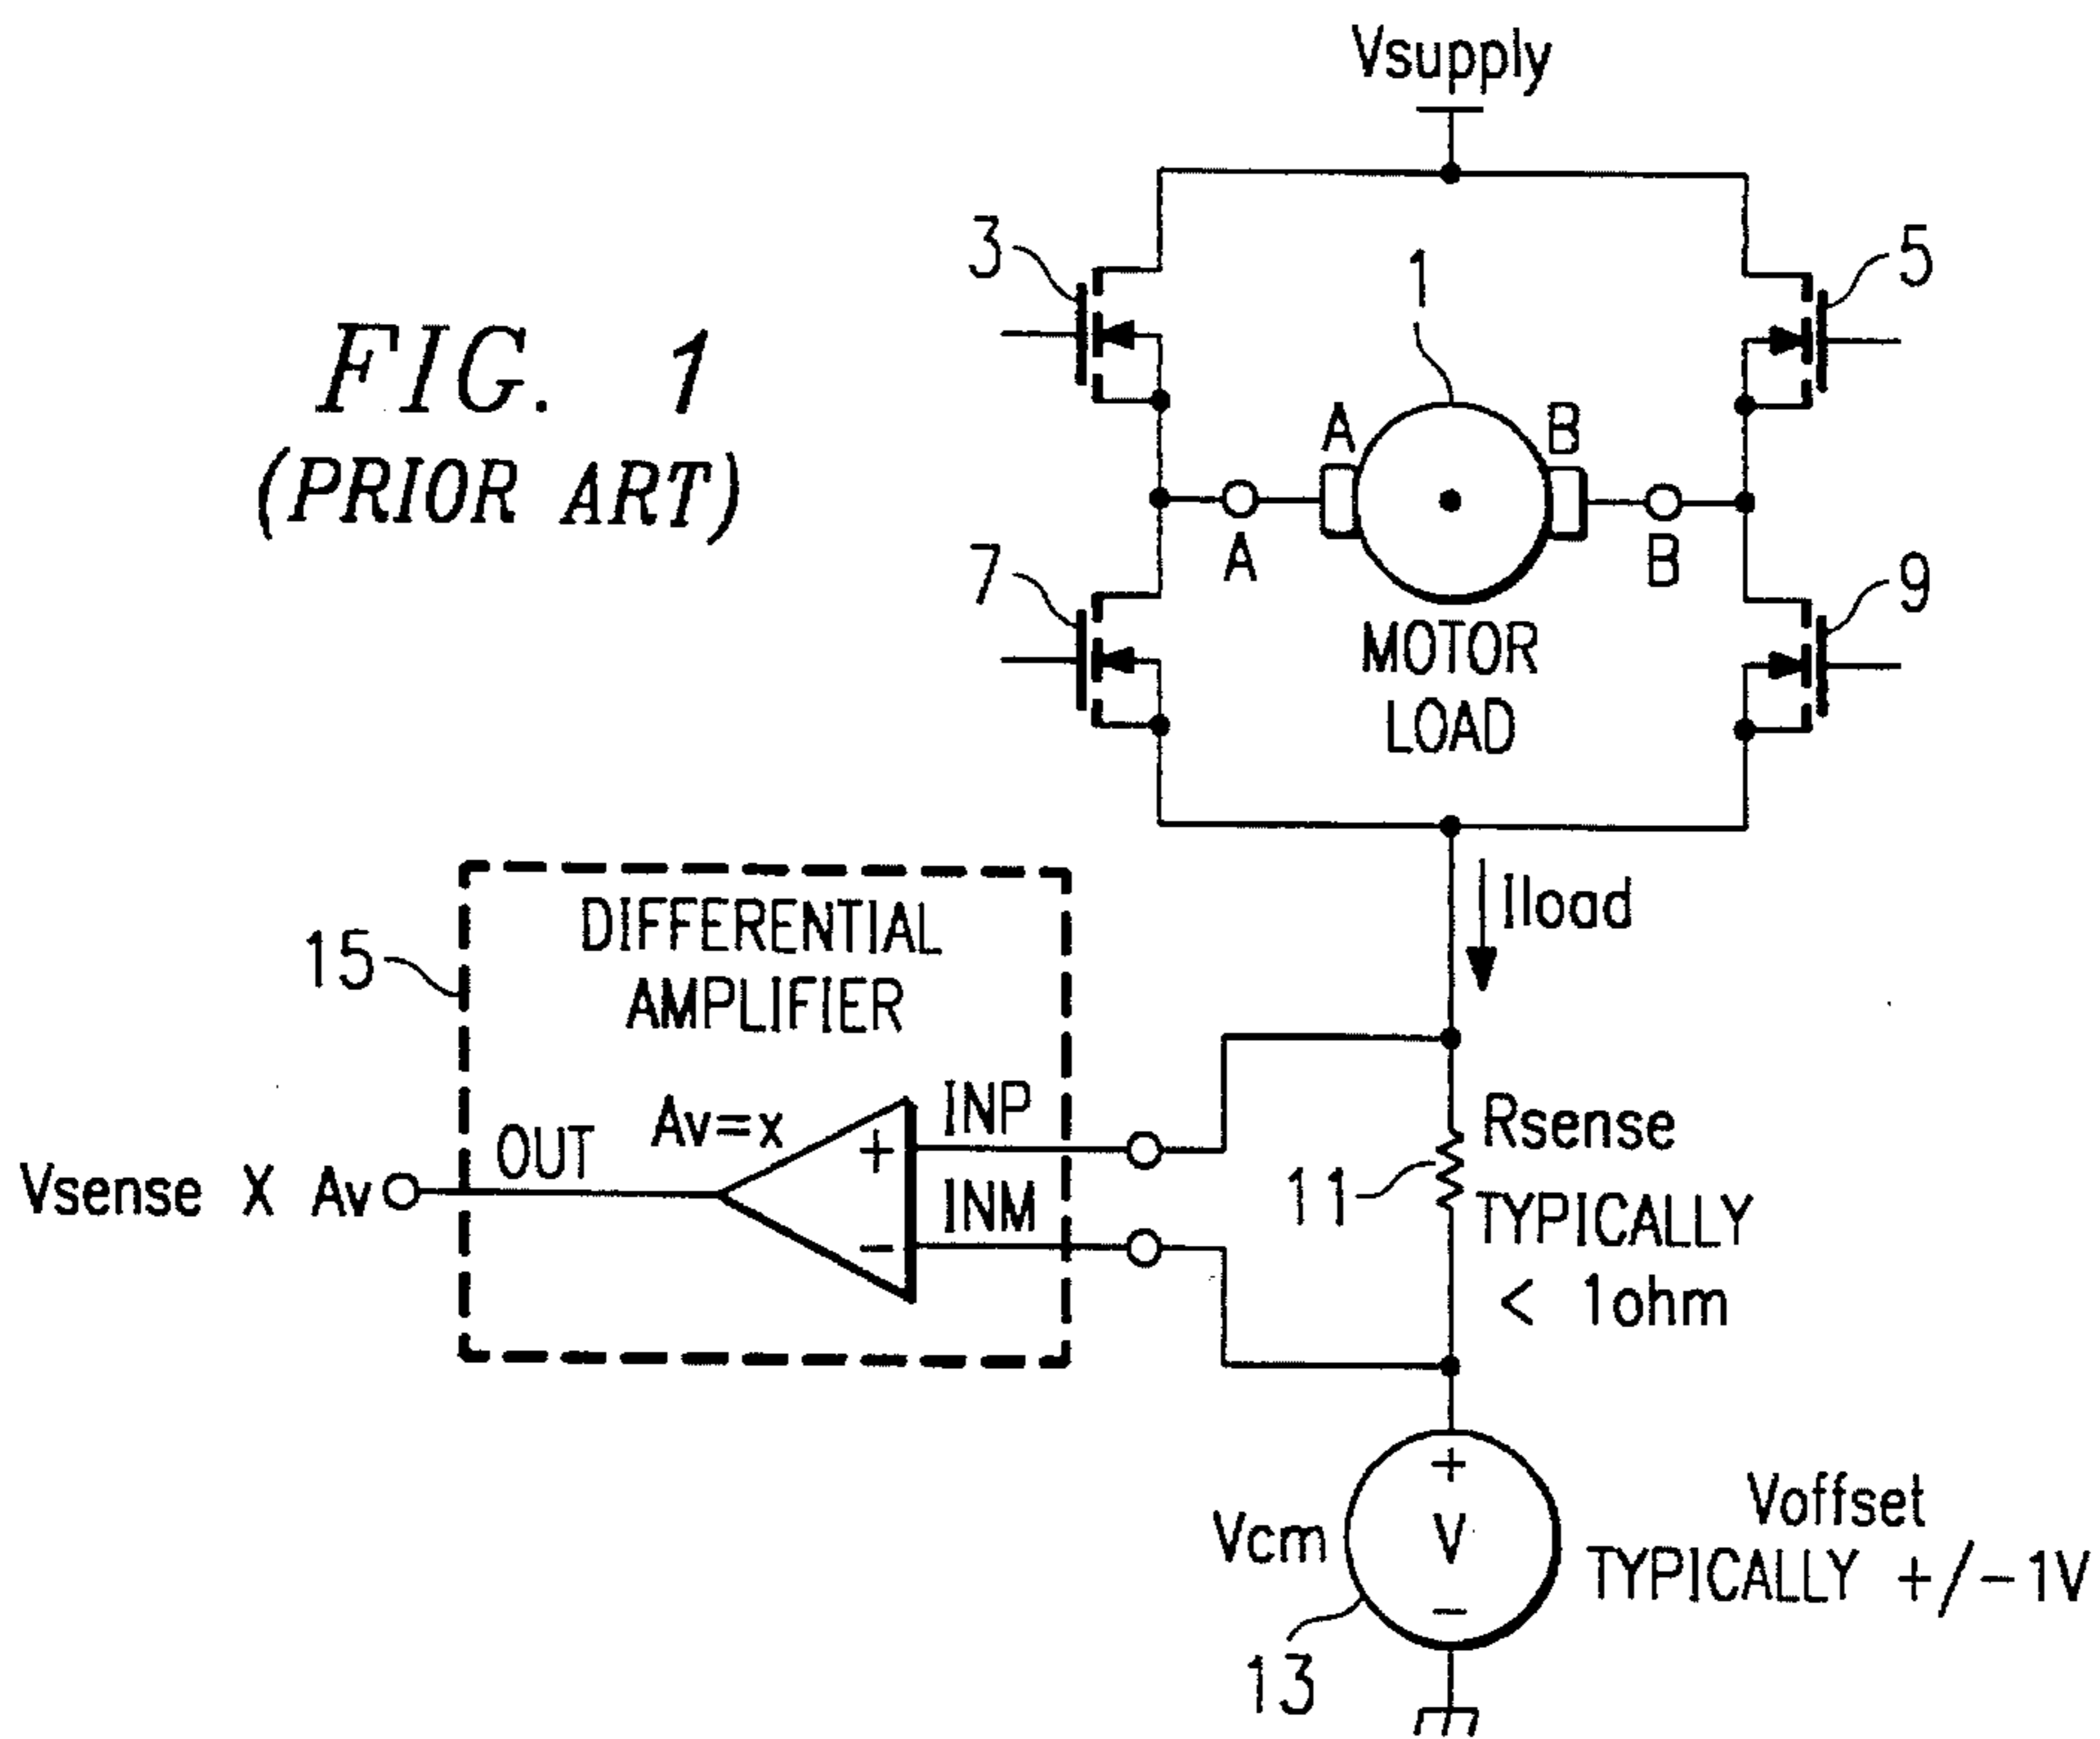 Vsupply
3
5
1
FIG. 1
(PRIOR ART)
A
B
A
B
7
9
MOTOR
LOAD
Iload
15
DIFFERENTIAL
AMPLIFIER
Av=x
INP
+
OUT
Vsense X Av
INM
-
Rsense
11
TYPICALLY
< 1ohm
+
Vcm
V
Voffset
TYPICALLY +/-1V
-
13